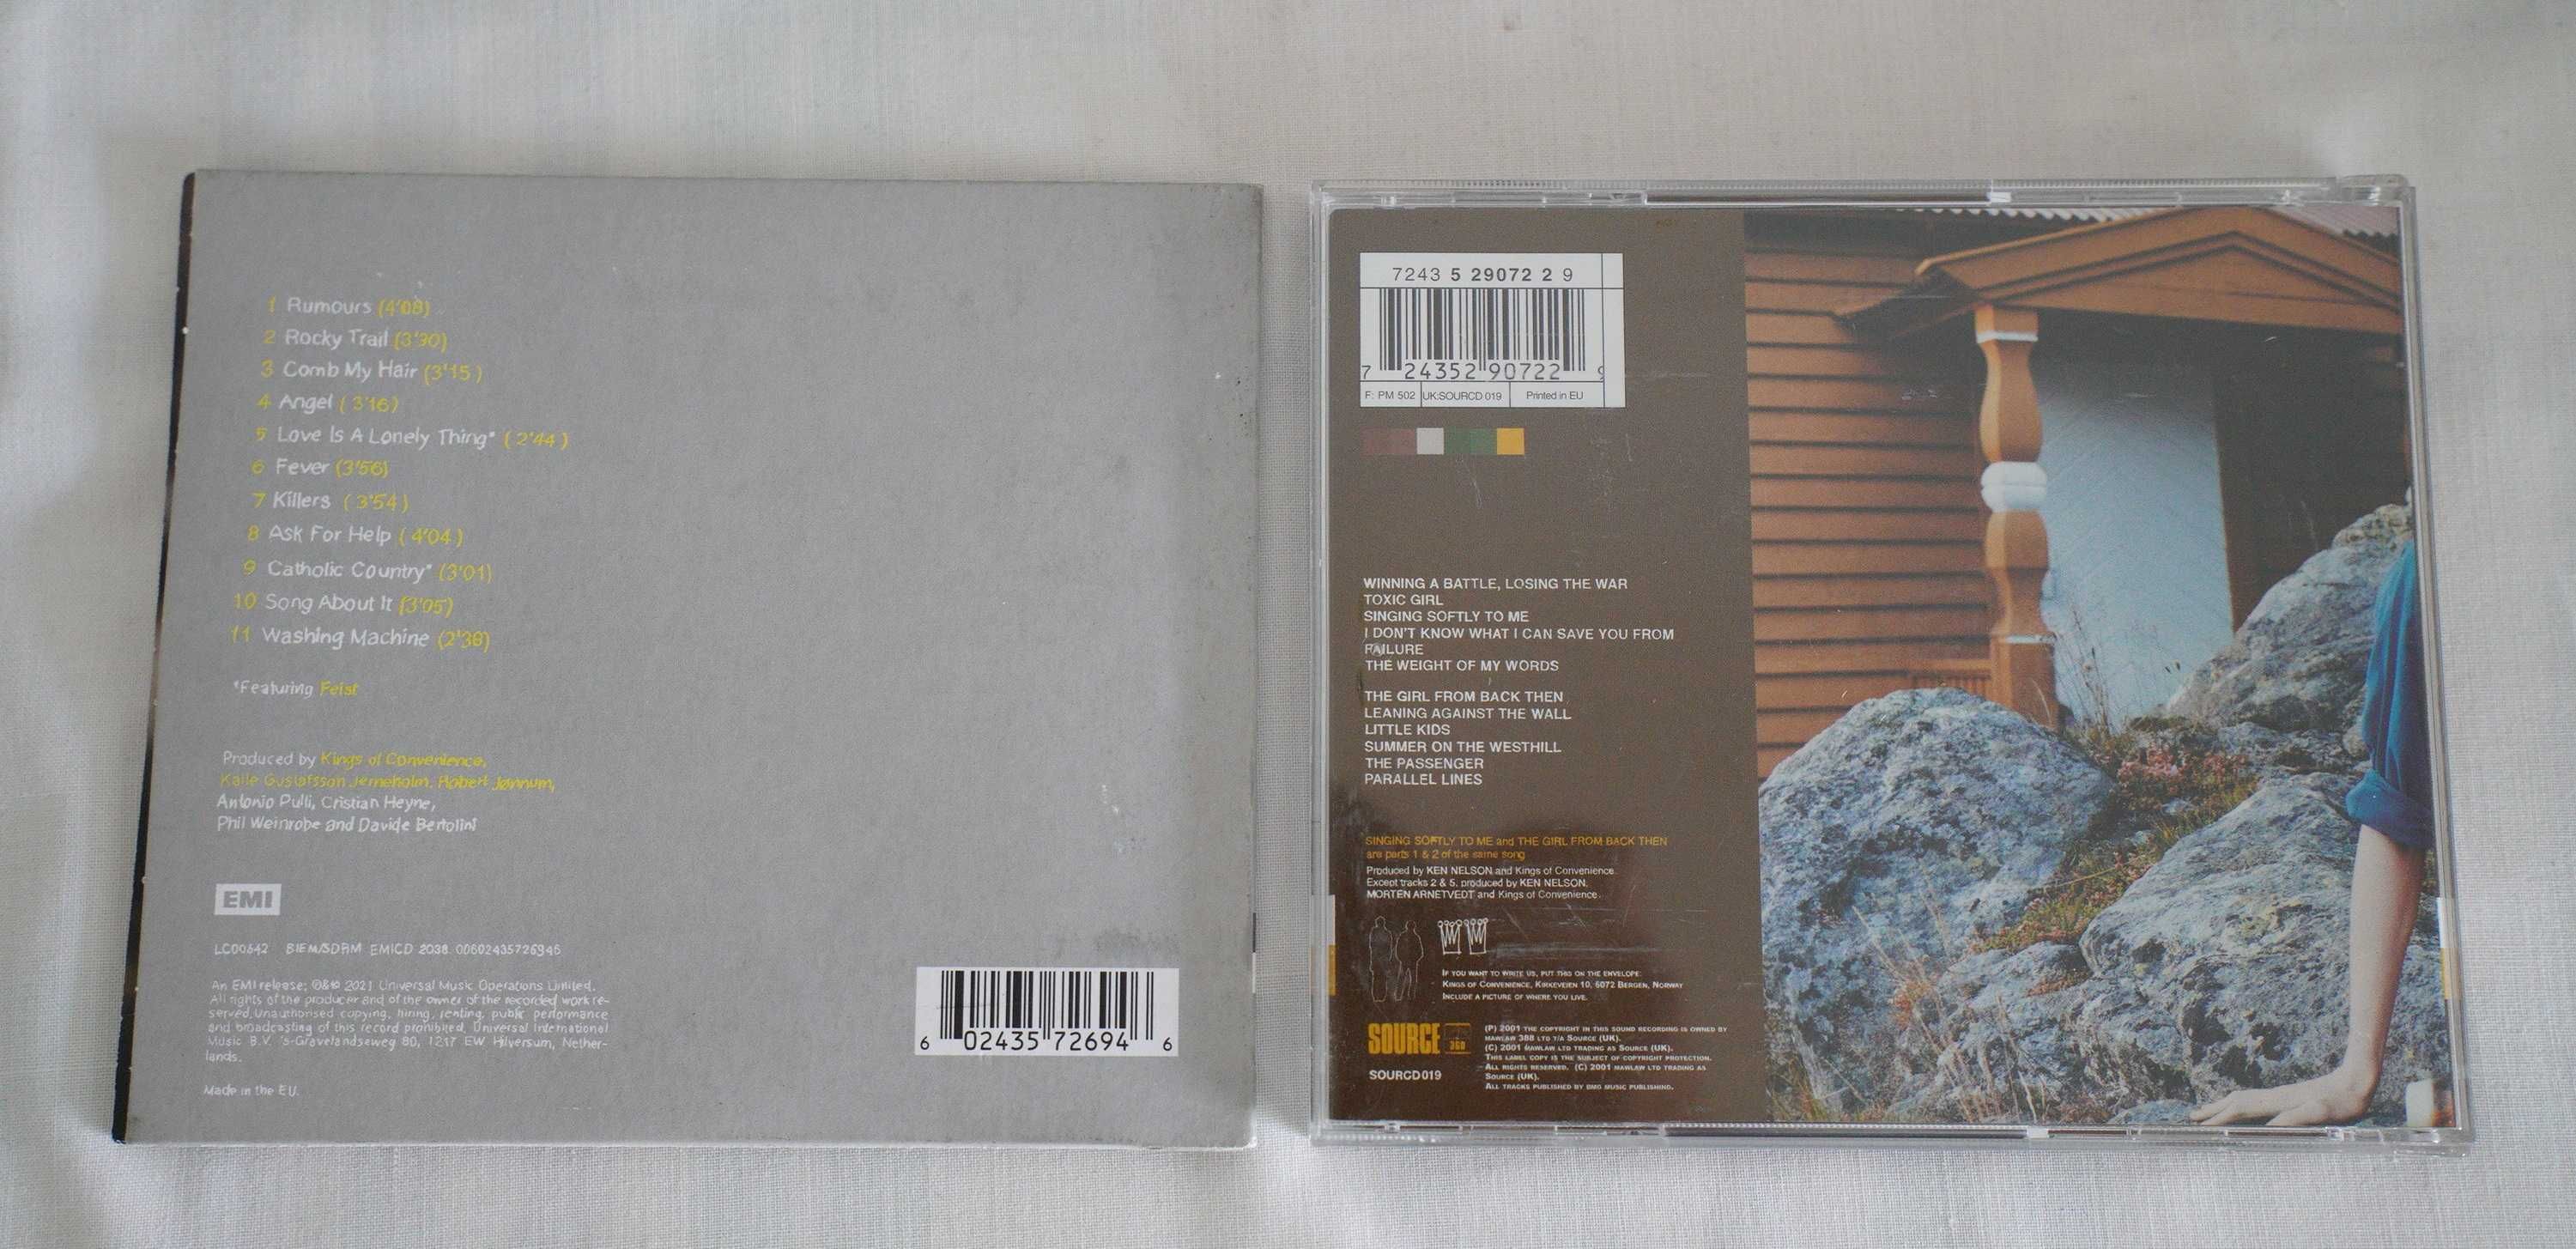 1 Rumours (4'08)
2 Rocky Trail (3'30)
3 Comb My Hair (3'15)
4 Angel (3'16)
5 Love Is A Lonely Thing* (2'44)
6 Fever (3'56)
7 Killers (3'54)
8 Ask For Help (4'04)
9 Catholic Country* (3'01)
10 Song About It (3'05)
11 Washing Machine (2'36)
*Featuring Feist
Produced by Kings of Convenience,
Kalle Gustafsson Jerneholm, Robert Jønnum,
Antonio Pulli, Cristian Heyne,
Phil Weinrobe and Davide Bertolini
EMI
LC00642 BIEM/SDRM EMICD 2038 00602435726946
An EMI release; ℗&© 2021 Universal Music Operations Limited.
All rights of the producer and of the owner of the recorded work re-
served. Unauthorised copying, hiring, renting, public performance
and broadcasting of this record prohibited. Universal International
Music B.V. 's-Gravelandseweg 80, 1217 EW Hilversum, Nether-
lands.
Made in the EU.
6 02435 72694 6
7243 5 29072 2 9
7 24352 90722 9
F: PM 502 UK:SOURCD 019 Printed in EU
WINNING A BATTLE, LOSING THE WAR
TOXIC GIRL
SINGING SOFTLY TO ME
I DON'T KNOW WHAT I CAN SAVE YOU FROM
FAILURE
THE WEIGHT OF MY WORDS
THE GIRL FROM BACK THEN
LEANING AGAINST THE WALL
LITTLE KIDS
SUMMER ON THE WESTHILL
THE PASSENGER
PARALLEL LINES
SINGING SOFTLY TO ME and THE GIRL FROM BACK THEN
are parts 1 & 2 of the same song
Produced by KEN NELSON and Kings of Convenience.
Except tracks 2 & 5, produced by KEN NELSON,
MORTEN ARNETVEDT and Kings of Convenience.
IF YOU WANT TO WRITE US, PUT THIS ON THE ENVELOPE:
KINGS OF CONVENIENCE, KIRKEVEIEN 10, 5072 BERGEN, NORWAY
INCLUDE A PICTURE OF WHERE YOU LIVE.
SOURCE 360
SOURCD019
(P) 2001 THE COPYRIGHT IN THIS SOUND RECORDING IS OWNED BY
MAWLAW 388 LTD T/A SOURCE (UK).
(C) 2001 MAWLAW LTD TRADING AS SOURCE (UK).
THIS LABEL COPY IS THE SUBJECT OF COPYRIGHT PROTECTION.
ALL RIGHTS RESERVED. (C) 2001 MAWLAW LTD TRADING AS
SOURCE (UK).
ALL TRACKS PUBLISHED BY BMG MUSIC PUBLISHING.